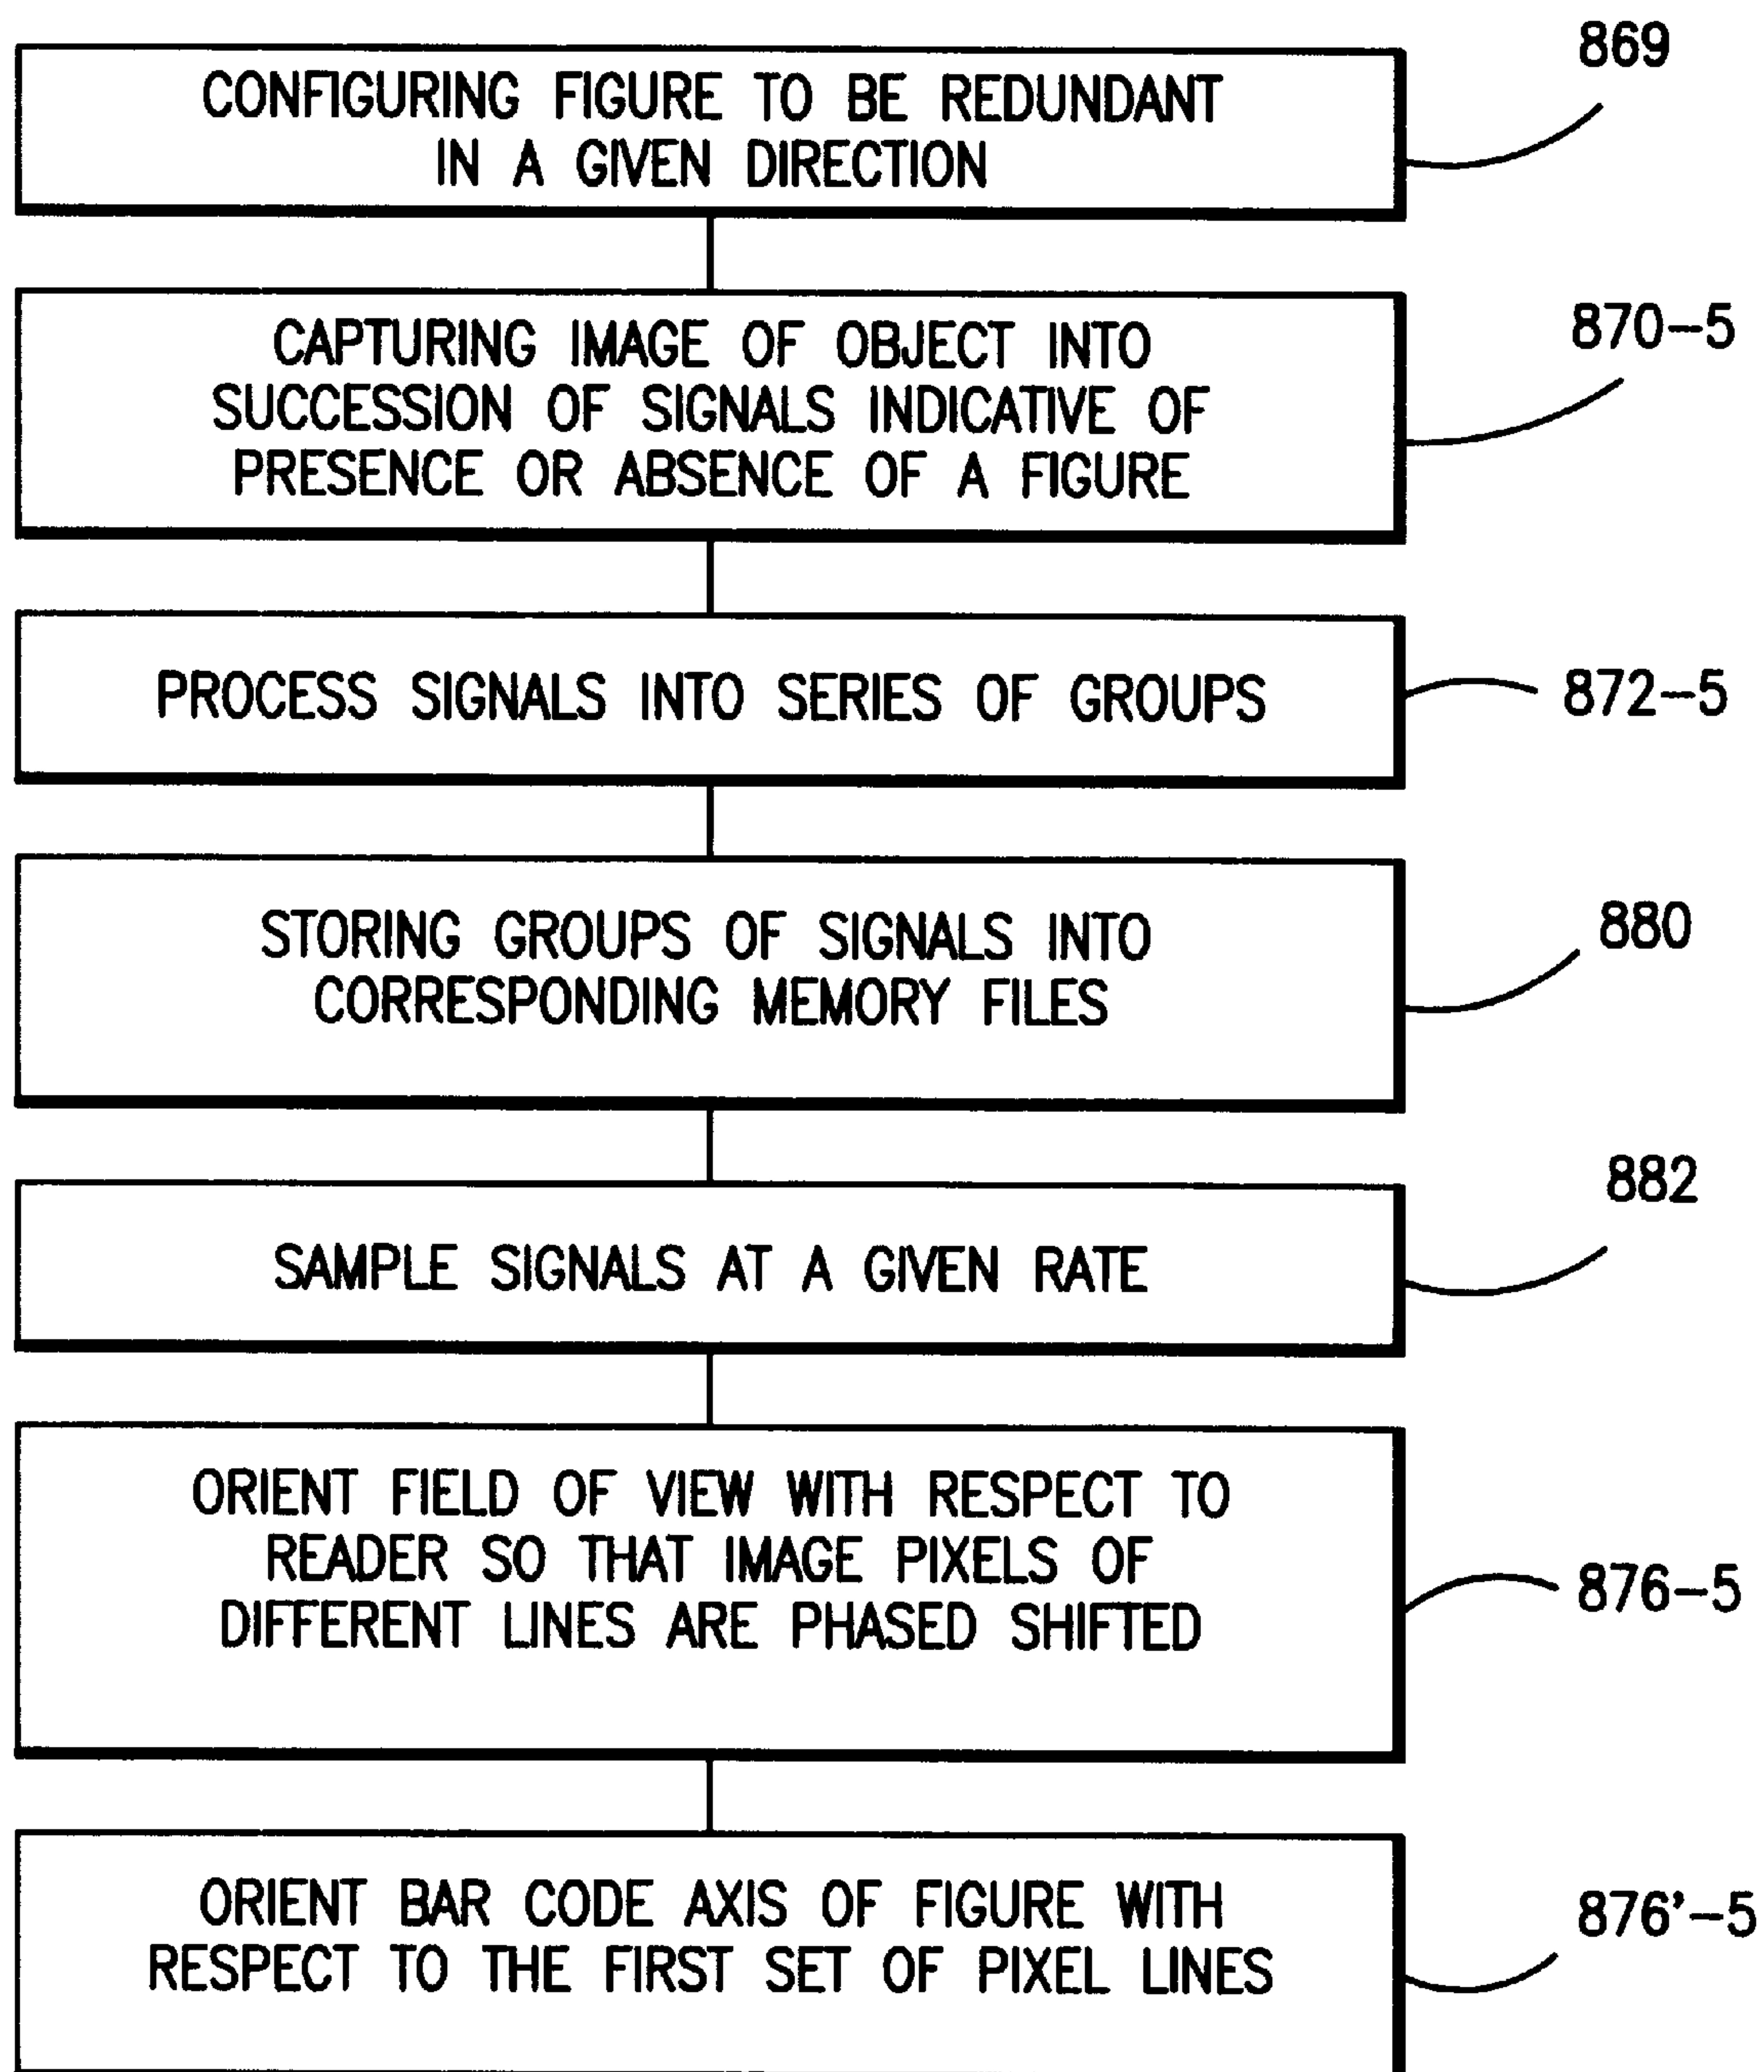 869
CONFIGURING FIGURE TO BE REDUNDANT
IN A GIVEN DIRECTION
870-5
CAPTURING IMAGE OF OBJECT INTO
SUCCESSION OF SIGNALS INDICATIVE OF
PRESENCE OR ABSENCE OF A FIGURE
PROCESS SIGNALS INTO SERIES OF GROUPS
872-5
STORING GROUPS OF SIGNALS INTO
CORRESPONDING MEMORY FILES
880
882
SAMPLE SIGNALS AT A GIVEN RATE
ORIENT FIELD OF VIEW WITH RESPECT TO
READER SO THAT IMAGE PIXELS OF
DIFFERENT LINES ARE PHASED SHIFTED
876-5
ORIENT BAR CODE AXIS OF FIGURE WITH
RESPECT TO THE FIRST SET OF PIXEL LINES
876'-5